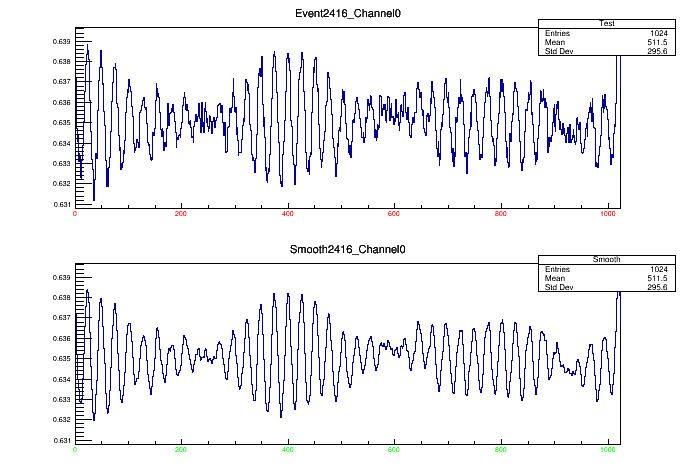 Event2416_Channel0
Test
Entries 1024
Mean 511.5
Std Dev 295.6
0.639
0.638
0.637
0.636
0.635
0.634
0.633
0.632
0.631
0 200 400 600 800 1000
Smooth2416_Channel0
Smooth
Entries 1024
Mean 511.5
Std Dev 295.6
0.639
0.638
0.637
0.636
0.635
0.634
0.633
0.632
0.631
0 200 400 600 800 1000